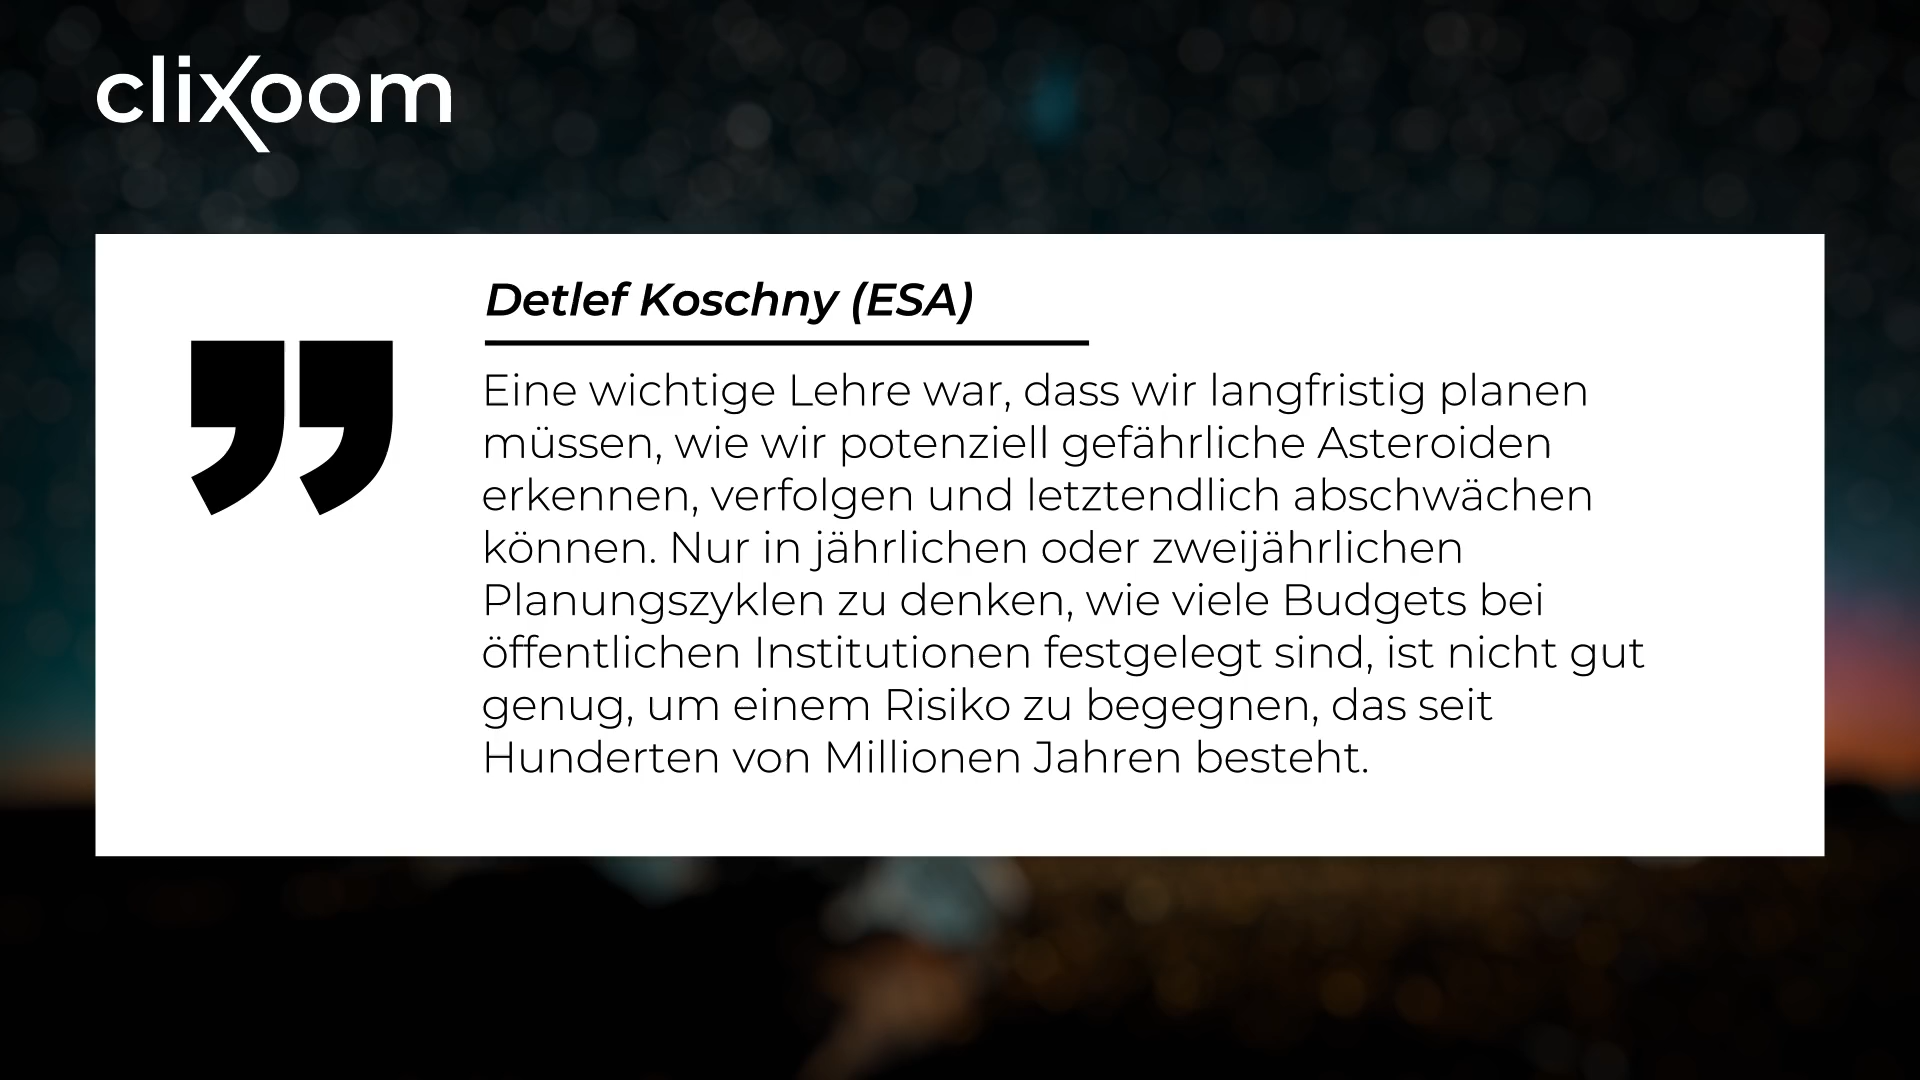 clixoom
Detlef Koschny (ESA)
”
Eine wichtige Lehre war, dass wir langfristig planen
müssen, wie wir potenziell gefährliche Asteroiden
erkennen, verfolgen und letztendlich abschwächen
können. Nur in jährlichen oder zweijährlichen
Planungszyklen zu denken, wie viele Budgets bei
öffentlichen Institutionen festgelegt sind, ist nicht gut
genug, um einem Risiko zu begegnen, das seit
Hunderten von Millionen Jahren besteht.